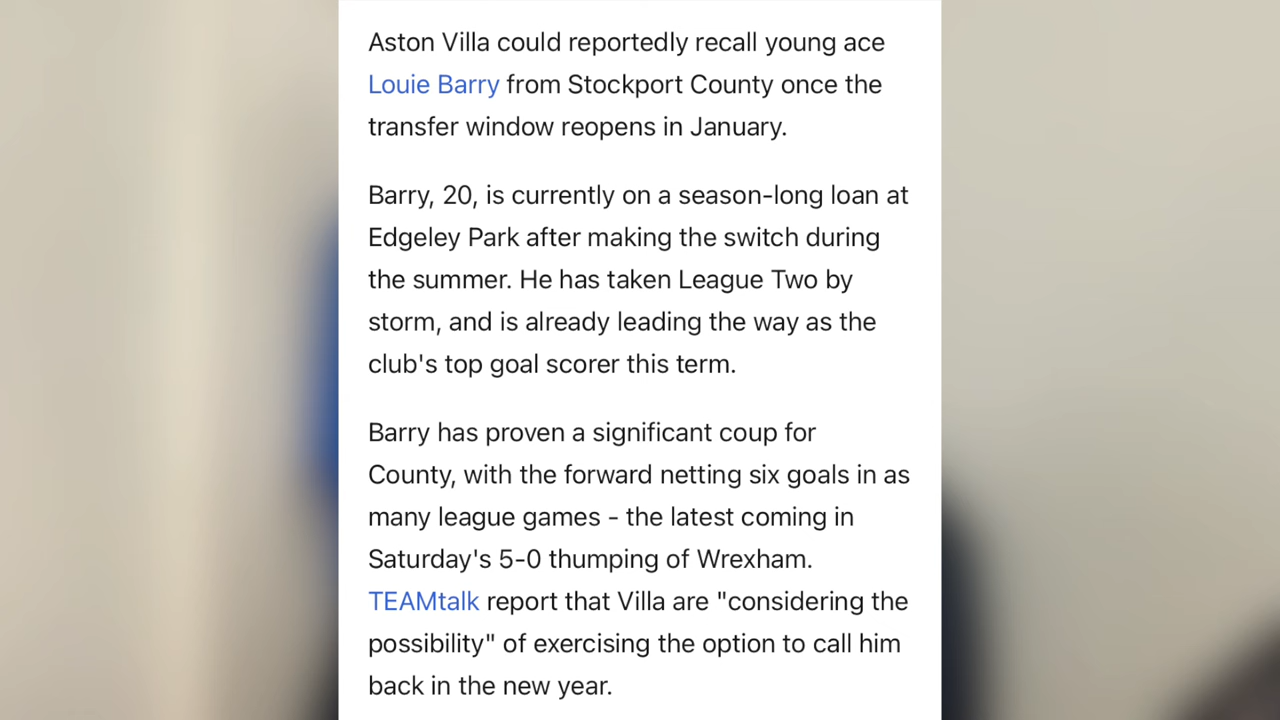 Aston Villa could reportedly recall young ace
Louie Barry from Stockport County once the
transfer window reopens in January.
Barry, 20, is currently on a season-long loan at
Edgeley Park after making the switch during
the summer. He has taken League Two by
storm, and is already leading the way as the
club's top goal scorer this term.
Barry has proven a significant coup for
County, with the forward netting six goals in as
many league games - the latest coming in
Saturday's 5-0 thumping of Wrexham.
TEAMtalk report that Villa are "considering the
possibility" of exercising the option to call him
back in the new year.